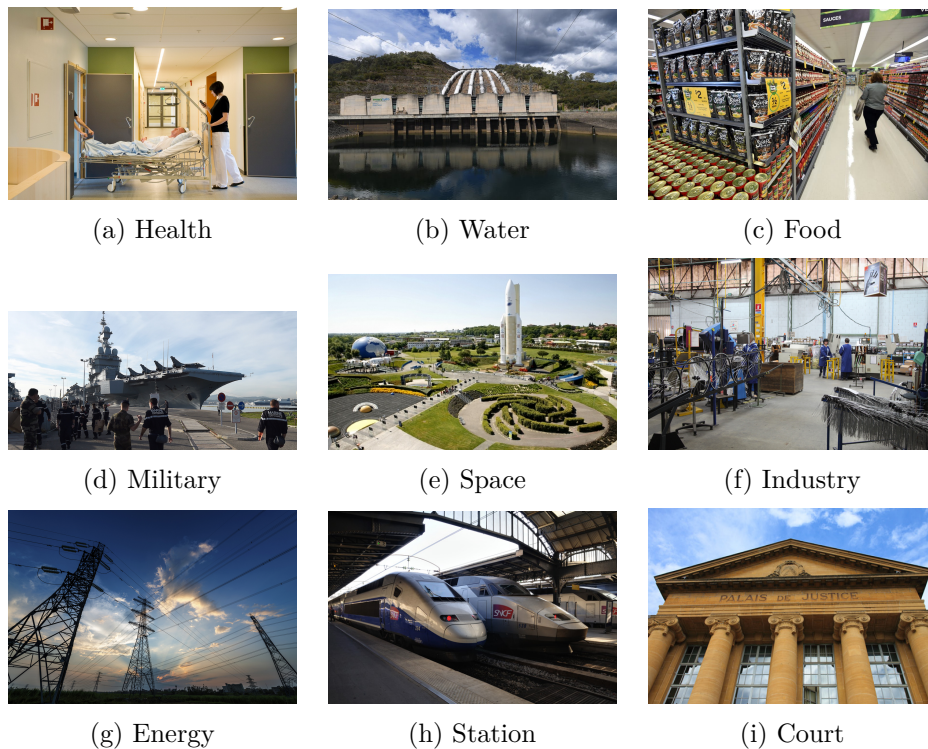 (a) Health
(b) Water
SAUCES
(c) Food
(d) Military
(e) Space
(f) Industry
(g) Energy
SNCF
(h) Station
PALAIS DE JUSTICE
(i) Court